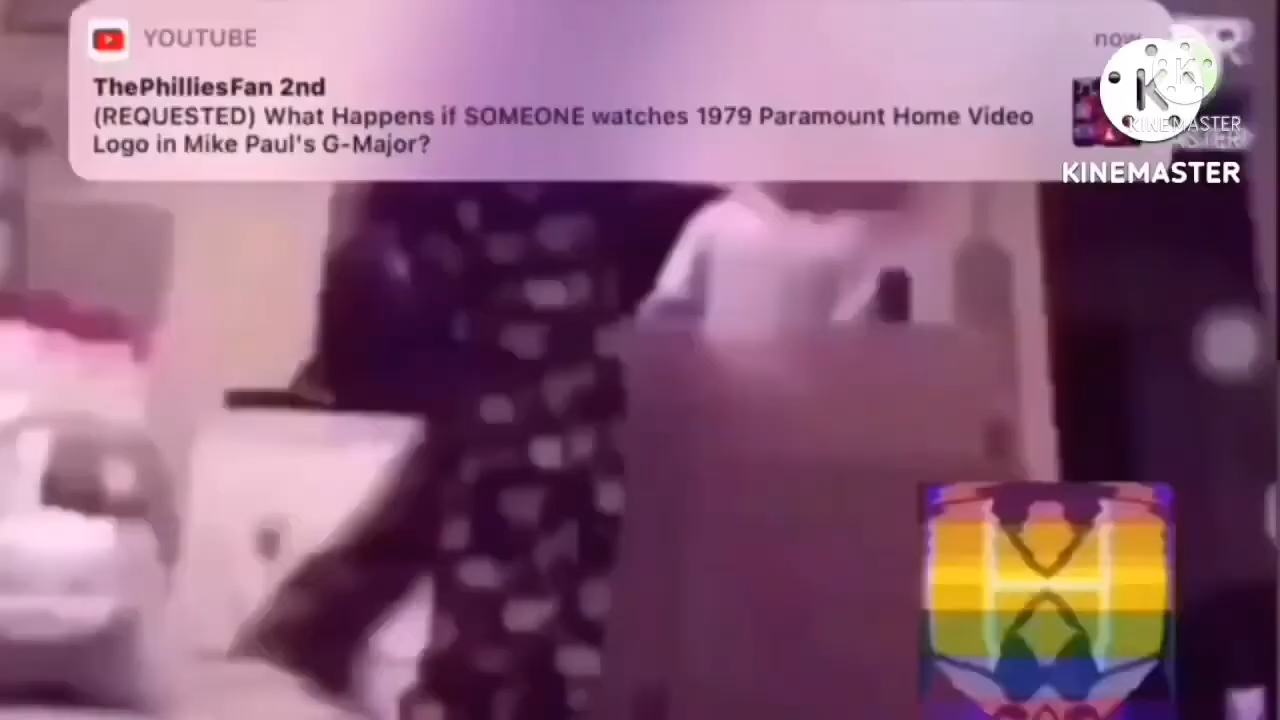 YOUTUBE
now
ThePhilliesFan 2nd
(REQUESTED) What Happens if SOMEONE watches 1979 Paramount Home Video
Logo in Mike Paul's G-Major?
K
K
KINEMASTER
KINEMASTER